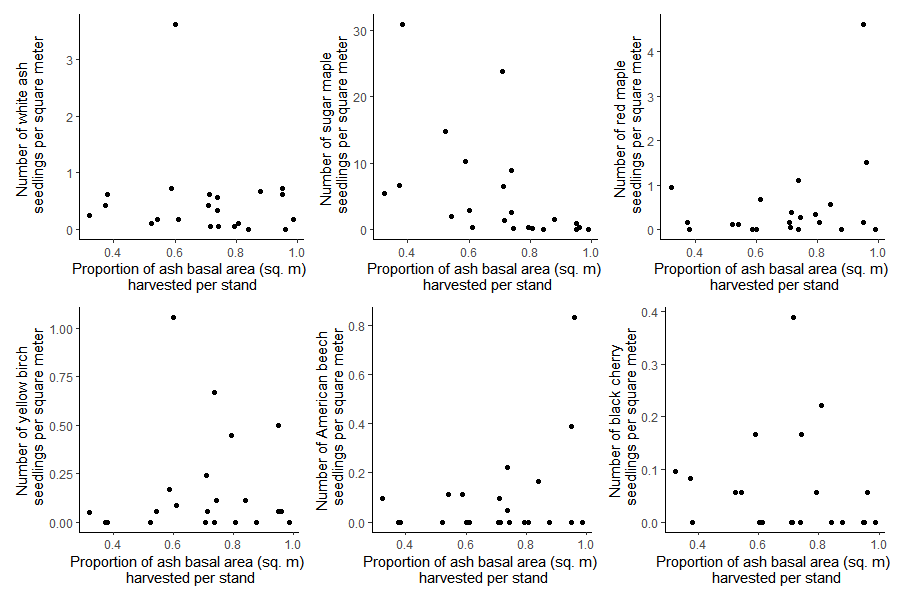 Number of white ash
seedlings per square meter
3
2
1
0
0.4 0.6 0.8 1.0
Proportion of ash basal area (sq. m)
harvested per stand
Number of sugar maple
seedlings per square meter
30
20
10
0
0.4 0.6 0.8 1.0
Proportion of ash basal area (sq. m)
harvested per stand
Number of red maple
seedlings per square meter
4
3
2
1
0
0.4 0.6 0.8 1.0
Proportion of ash basal area (sq. m)
harvested per stand
Number of yellow birch
seedlings per square meter
1.00
0.75
0.50
0.25
0.00
0.4 0.6 0.8 1.0
Proportion of ash basal area (sq. m)
harvested per stand
Number of American beech
seedlings per square meter
0.8
0.6
0.4
0.2
0.0
0.4 0.6 0.8 1.0
Proportion of ash basal area (sq. m)
harvested per stand
Number of black cherry
seedlings per square meter
0.4
0.3
0.2
0.1
0.0
0.4 0.6 0.8 1.0
Proportion of ash basal area (sq. m)
harvested per stand